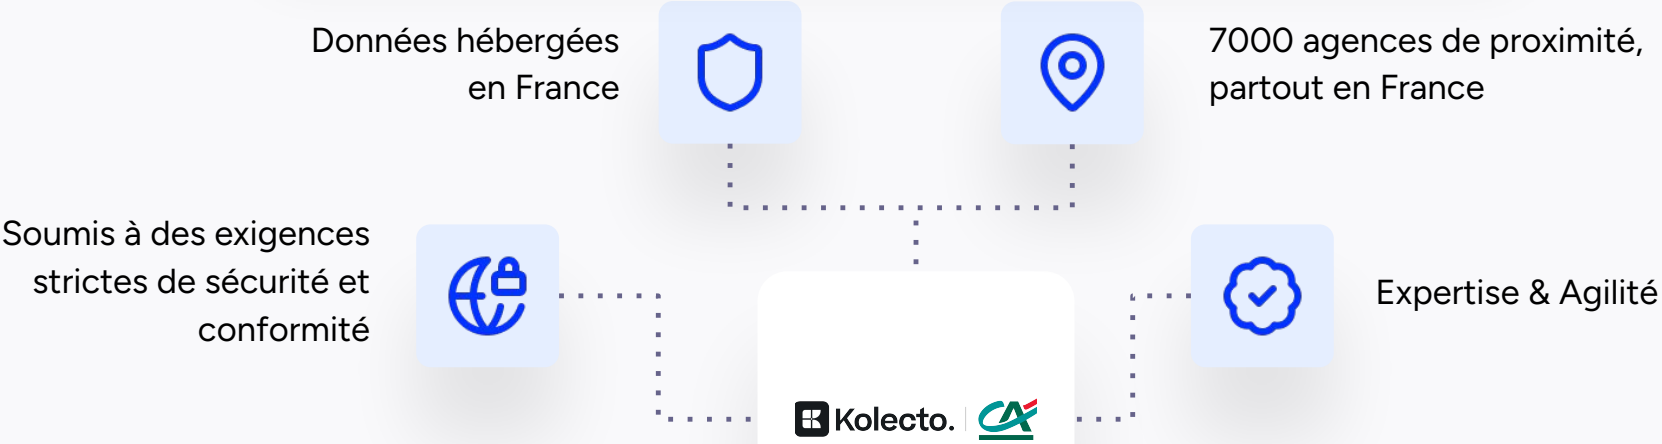 Données hébergées
en France
7000 agences de proximité,
partout en France
Soumis à des exigences
strictes de sécurité et
conformité
Expertise & Agilité
Kolecto.
CA